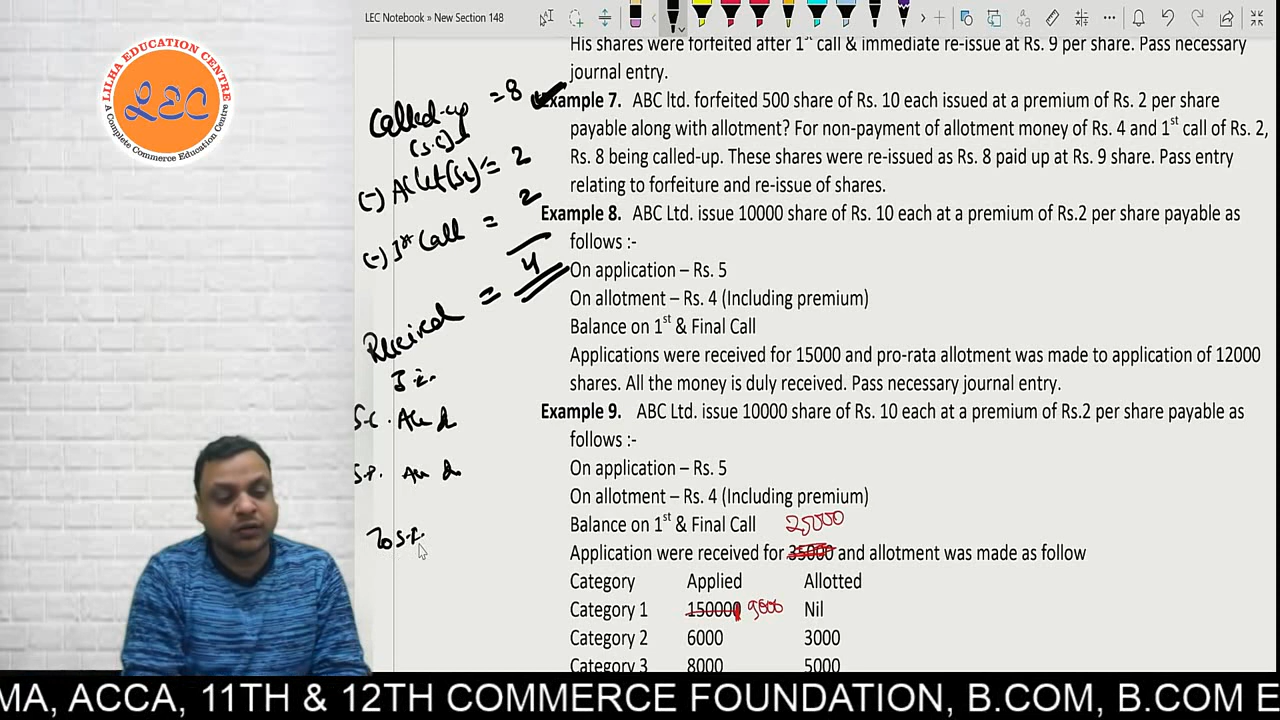 LEC Notebook » New Section 148
LILHA EDUCATION CENTRE
LEC
A Complete Commerce Education Centre
His shares were forfeited after 1st call & immediate re-issue at Rs. 9 per share. Pass necessary
journal entry.
Called-up = 8
(S.C)
(-) (Sc) = 2
(-) 1st Call = 2
4
Received =
S.C. A/c
S.P.
To S.F.
Example 7. ABC ltd. forfeited 500 share of Rs. 10 each issued at a premium of Rs. 2 per share
payable along with allotment? For non-payment of allotment money of Rs. 4 and 1st call of Rs. 2,
Rs. 8 being called-up. These shares were re-issued as Rs. 8 paid up at Rs. 9 share. Pass entry
relating to forfeiture and re-issue of shares.
Example 8. ABC Ltd. issue 10000 share of Rs. 10 each at a premium of Rs.2 per share payable as
follows :-
On application – Rs. 5
On allotment – Rs. 4 (Including premium)
Balance on 1st & Final Call
Applications were received for 15000 and pro-rata allotment was made to application of 12000
shares. All the money is duly received. Pass necessary journal entry.
Example 9. ABC Ltd. issue 10000 share of Rs. 10 each at a premium of Rs.2 per share payable as
follows :-
On application – Rs. 5
On allotment – Rs. 4 (Including premium)
Balance on 1st & Final Call 25000
Application were received for 35000 and allotment was made as follow
Category Applied Allotted
Category 1 150000 9000 Nil
Category 2 6000 3000
Category 3 8000 5000
MA, ACCA, 11TH & 12TH COMMERCE FOUNDATION, B.COM, B.COM E